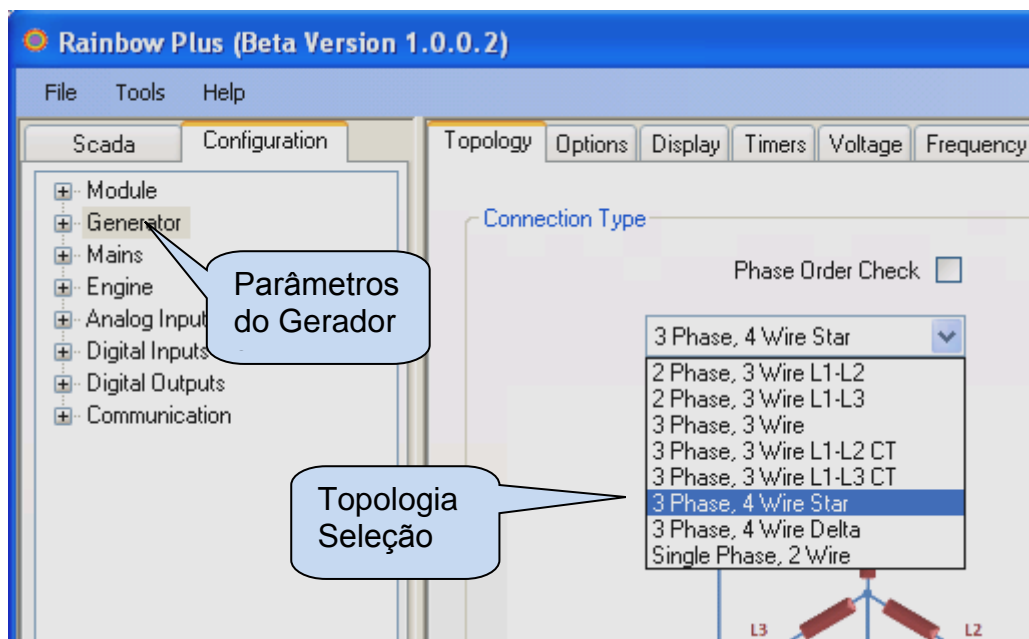 Rainbow Plus (Beta Version 1.0.0.2)
File Tools Help
Scada Configuration
Topology Options Display Timers Voltage Frequency
Module
Generator
Mains
Engine
Analog Input
Digital Inputs
Digital Outputs
Communication
Parâmetros
do Gerador
Connection Type
Phase Order Check
3 Phase, 4 Wire Star
2 Phase, 3 Wire L1-L2
2 Phase, 3 Wire L1-L3
3 Phase, 3 Wire
3 Phase, 3 Wire L1-L2 CT
3 Phase, 3 Wire L1-L3 CT
3 Phase, 4 Wire Star
3 Phase, 4 Wire Delta
Single Phase, 2 Wire
Topologia
Seleção
L3 L2